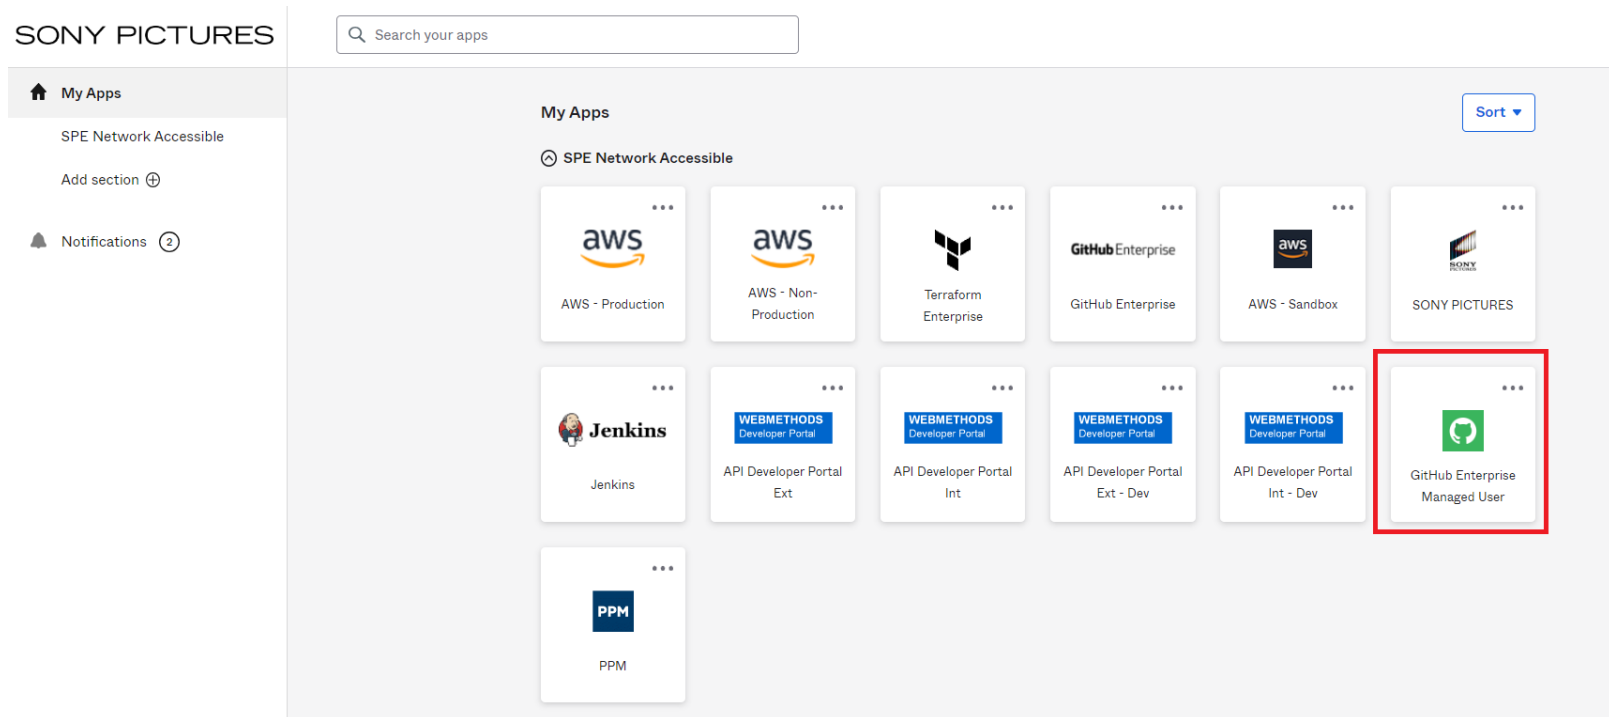 SONY PICTURES
Search your apps
My Apps
SPE Network Accessible
Add section
Notifications 2
My Apps
Sort
SPE Network Accessible
aws
AWS - Production
aws
AWS - Non-
Production
Terraform
Enterprise
GitHub Enterprise
GitHub Enterprise
aws
AWS - Sandbox
SONY
PICTURES
SONY PICTURES
Jenkins
Jenkins
WEBMETHODS
Developer Portal
API Developer Portal
Ext
WEBMETHODS
Developer Portal
API Developer Portal
Int
WEBMETHODS
Developer Portal
API Developer Portal
Ext - Dev
WEBMETHODS
Developer Portal
API Developer Portal
Int - Dev
GitHub Enterprise
Managed User
PPM
PPM